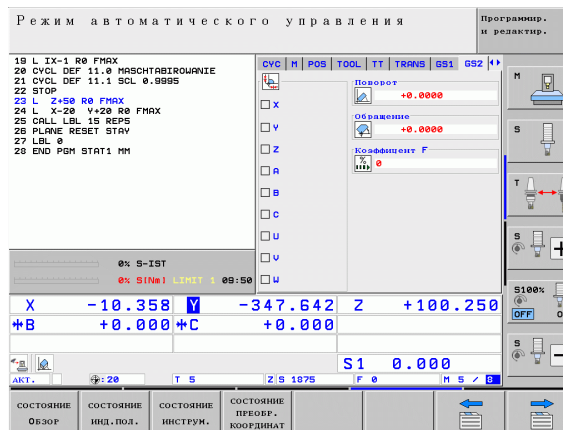 Режим автоматического управления
Программир.
и редактир.
19 L IX-1 R0 FMAX
20 CYCL DEF 11.0 MASCHTABIROWANIE
21 CYCL DEF 11.1 SCL 0.9995
22 STOP
23 L Z+50 R0 FMAX
24 L X-20 Y+20 R0 FMAX
25 CALL LBL 15 REP5
26 PLANE RESET STAY
27 LBL 0
28 END PGM STAT1 MM
0% S-IST
0% S[Nm] LIMIT 1 09:50
CYC M POS TOOL TT TRANS GS1 GS2
X
Y
Z
A
B
C
U
V
W
Поворот
+0.0000
Обращение
+0.0000
Коэффицент F
% 0
X -10.358 Y -347.642 Z +100.250
B +0.000 C +0.000
S1 0.000
АКТ. : 20 T 5 Z S 1875 F 0 M 5 / 8
M
S
T
S
S100%
OFF
S
СОСТОЯНИЕ
ОБЗОР
СОСТОЯНИЕ
ИНД.ПОЛ.
СОСТОЯНИЕ
ИНСТРУМ.
СОСТОЯНИЕ
ПРЕОБР.
КООРДИНАТ